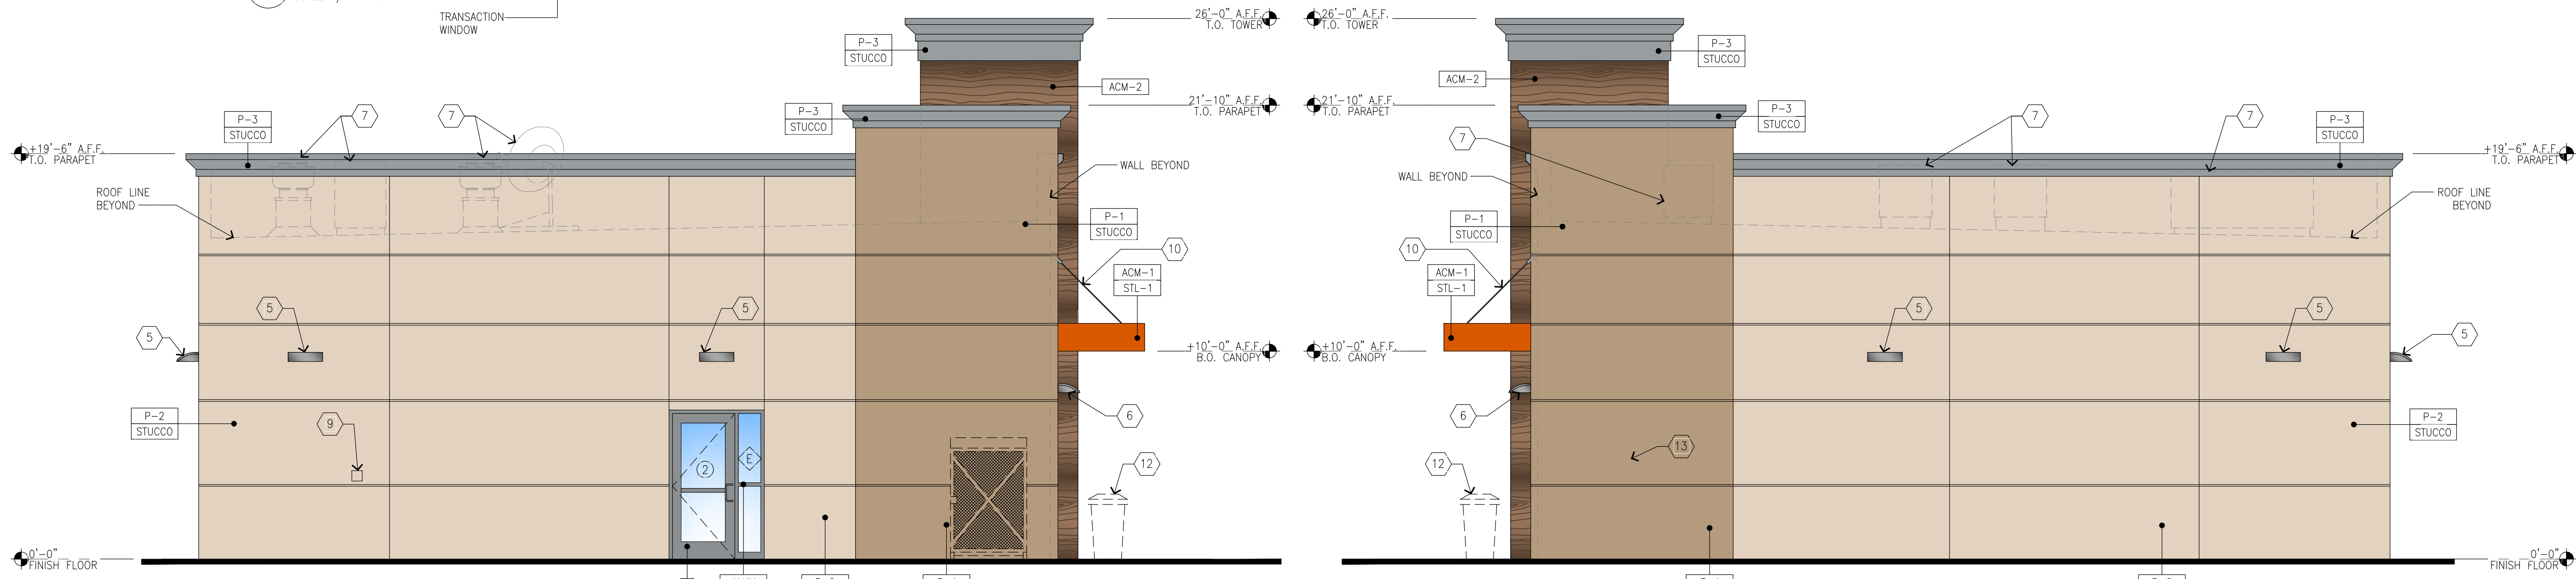 TRANSACTION
WINDOW
26'-0" A.F.F.
T.O. TOWER
P-3
STUCCO
ACM-2
21'-10" A.F.F.
T.O. PARAPET
P-3
STUCCO
7
7
P-3
STUCCO
+19'-6" A.F.F.
T.O. PARAPET
WALL BEYOND
ROOF LINE
BEYOND
P-1
STUCCO
10
ACM-1
STL-1
5
5
5
+10'-0" A.F.F.
B.O. CANOPY
6
P-2
STUCCO
9
2
E
12
0'-0"
FINISH FLOOR
26'-0" A.F.F.
T.O. TOWER
P-3
STUCCO
ACM-2
21'-10" A.F.F.
T.O. PARAPET
P-3
STUCCO
7
7
7
P-3
STUCCO
+19'-6" A.F.F.
T.O. PARAPET
WALL BEYOND
ROOF LINE
BEYOND
P-1
STUCCO
10
ACM-1
STL-1
5
5
5
+10'-0" A.F.F.
B.O. CANOPY
6
P-2
STUCCO
13
12
0'-0"
FINISH FLOOR